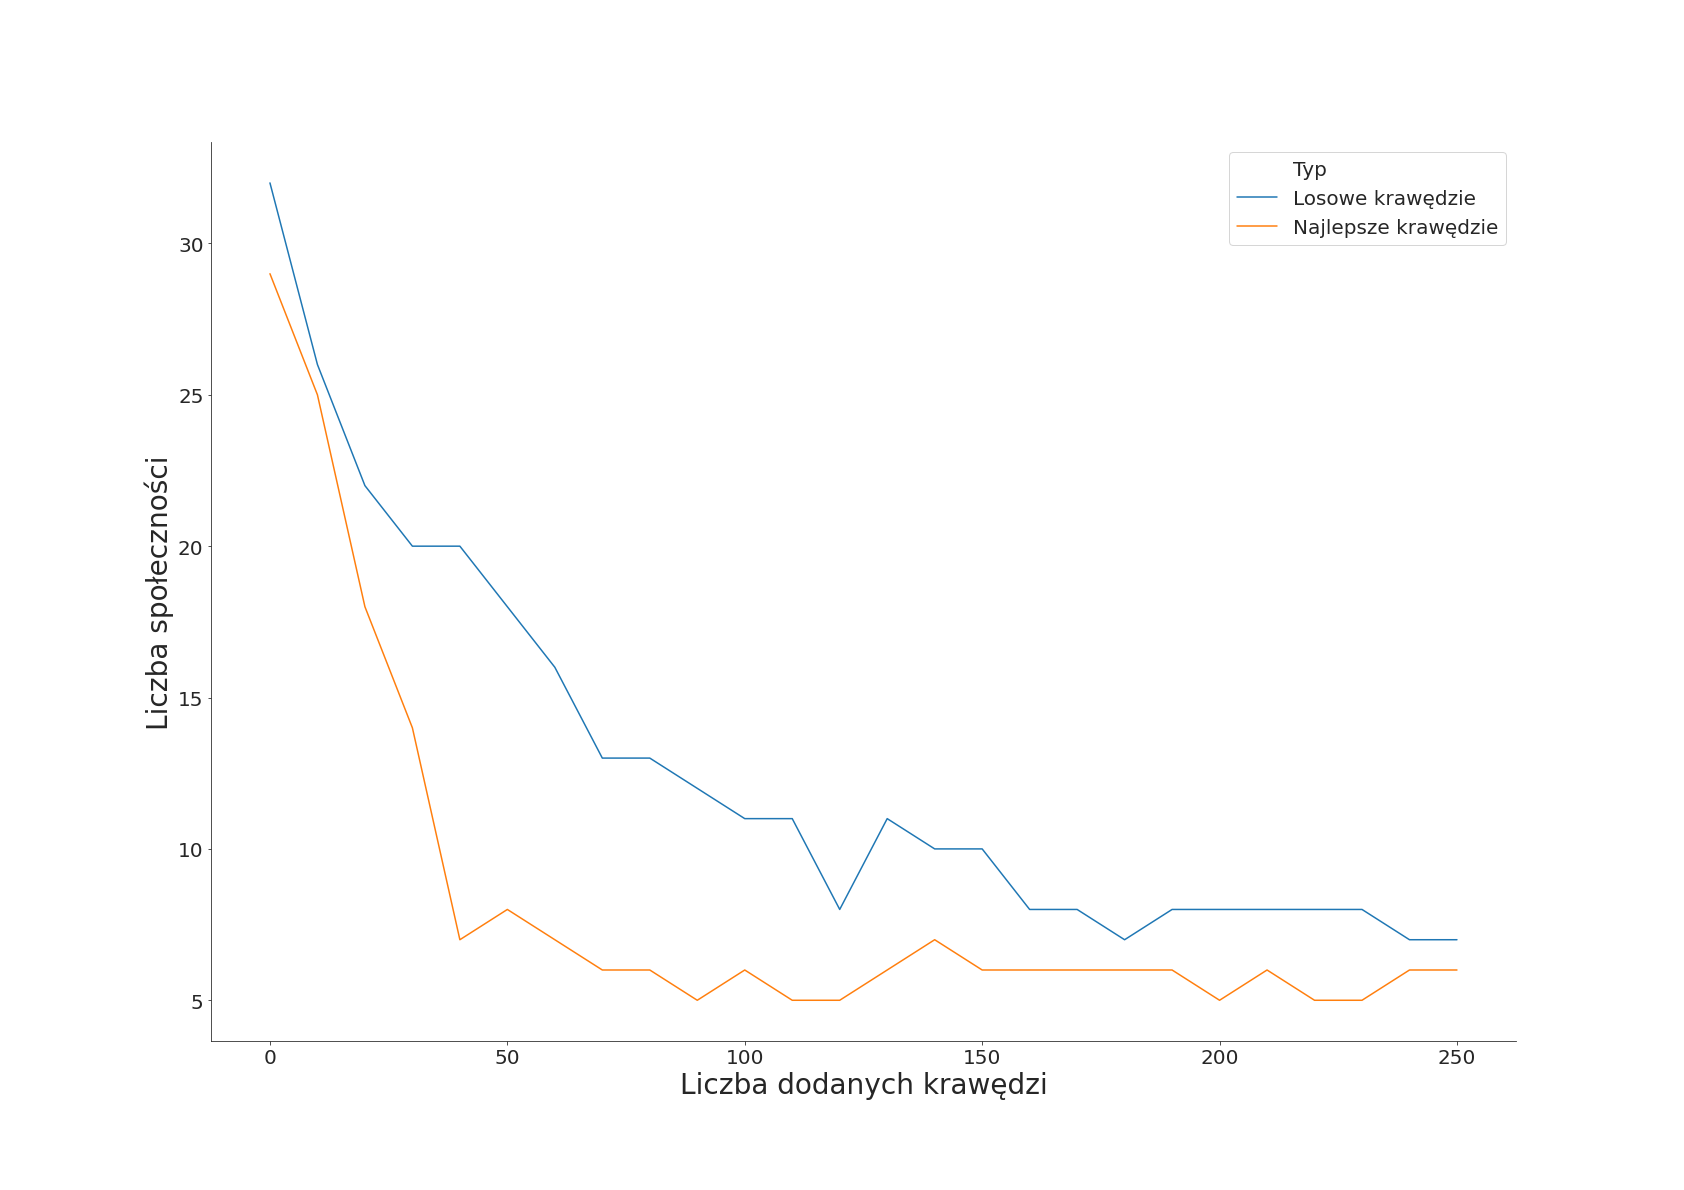 Typ
Losowe krawędzie
Najlepsze krawędzie
Liczba społeczności
30
25
20
15
10
5
0 50 100 150 200 250
Liczba dodanych krawędzi